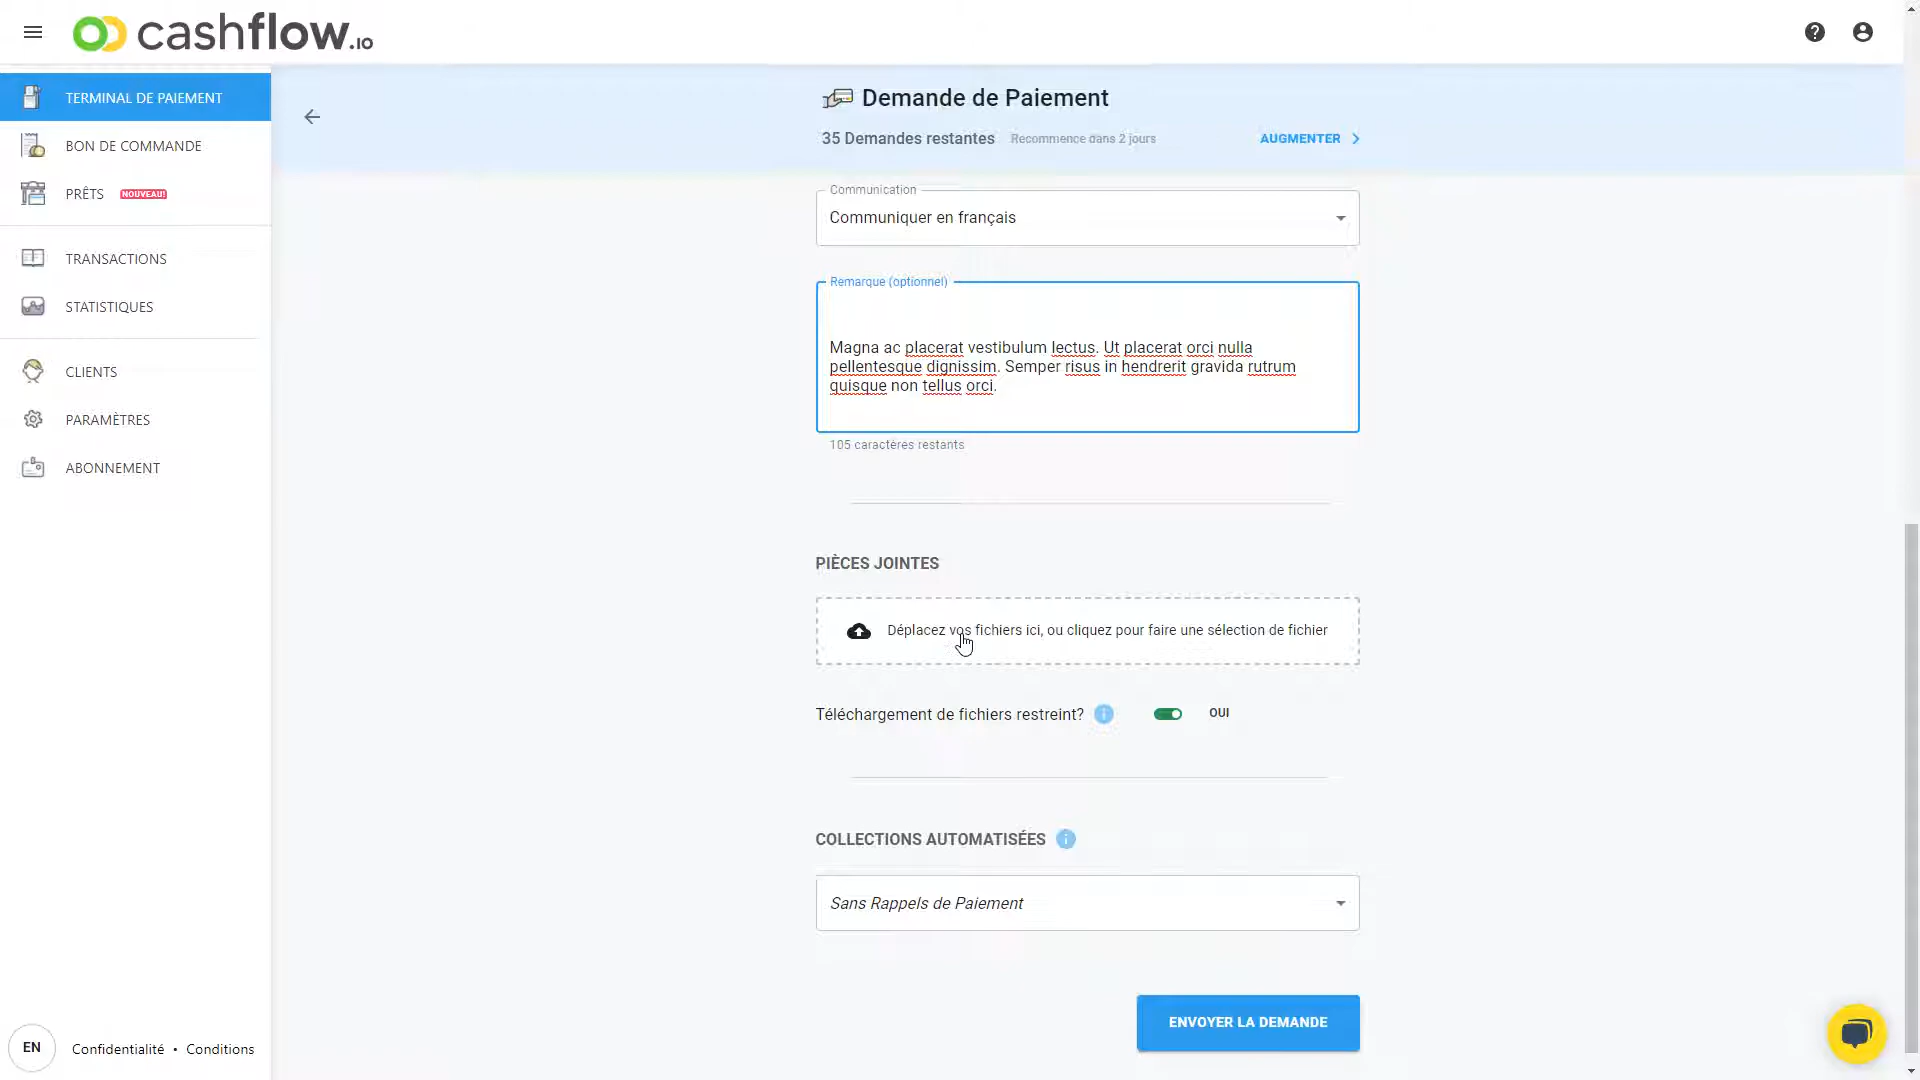 cashflow.io
TERMINAL DE PAIEMENT
BON DE COMMANDE
PRÊTS NOUVEAU!
TRANSACTIONS
STATISTIQUES
CLIENTS
PARAMÈTRES
ABONNEMENT
EN Confidentialité • Conditions
Demande de Paiement
35 Demandes restantes Recommence dans 2 jours AUGMENTER
Communication
Communiquer en français
Remarque (optionnel)
Magna ac placerat vestibulum lectus. Ut placerat orci nulla
pellentesque dignissim. Semper risus in hendrerit gravida rutrum
quisque non tellus orci.
105 caractères restants
PIÈCES JOINTES
Déplacez vos fichiers ici, ou cliquez pour faire une sélection de fichier
Téléchargement de fichiers restreint? i OUI
COLLECTIONS AUTOMATISÉES i
Sans Rappels de Paiement
ENVOYER LA DEMANDE